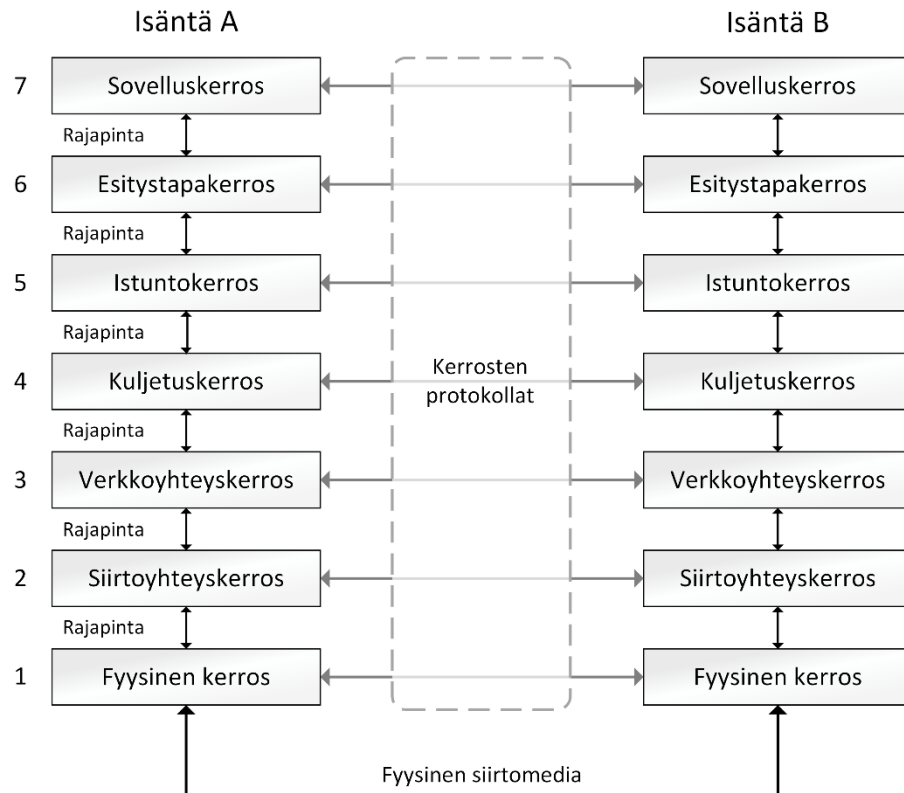 Isäntä A
Isäntä B
7
Sovelluskerros
Sovelluskerros
Rajapinta
6
Esitystapakerros
Esitystapakerros
Rajapinta
5
Istuntokerros
Istuntokerros
Rajapinta
4
Kuljetuskerros
Kerrosten
protokollat
Kuljetuskerros
Rajapinta
3
Verkkoyhteyskerros
Verkkoyhteyskerros
Rajapinta
2
Siirtoyhteyskerros
Siirtoyhteyskerros
Rajapinta
1
Fyysinen kerros
Fyysinen kerros
Fyysinen siirtomedia